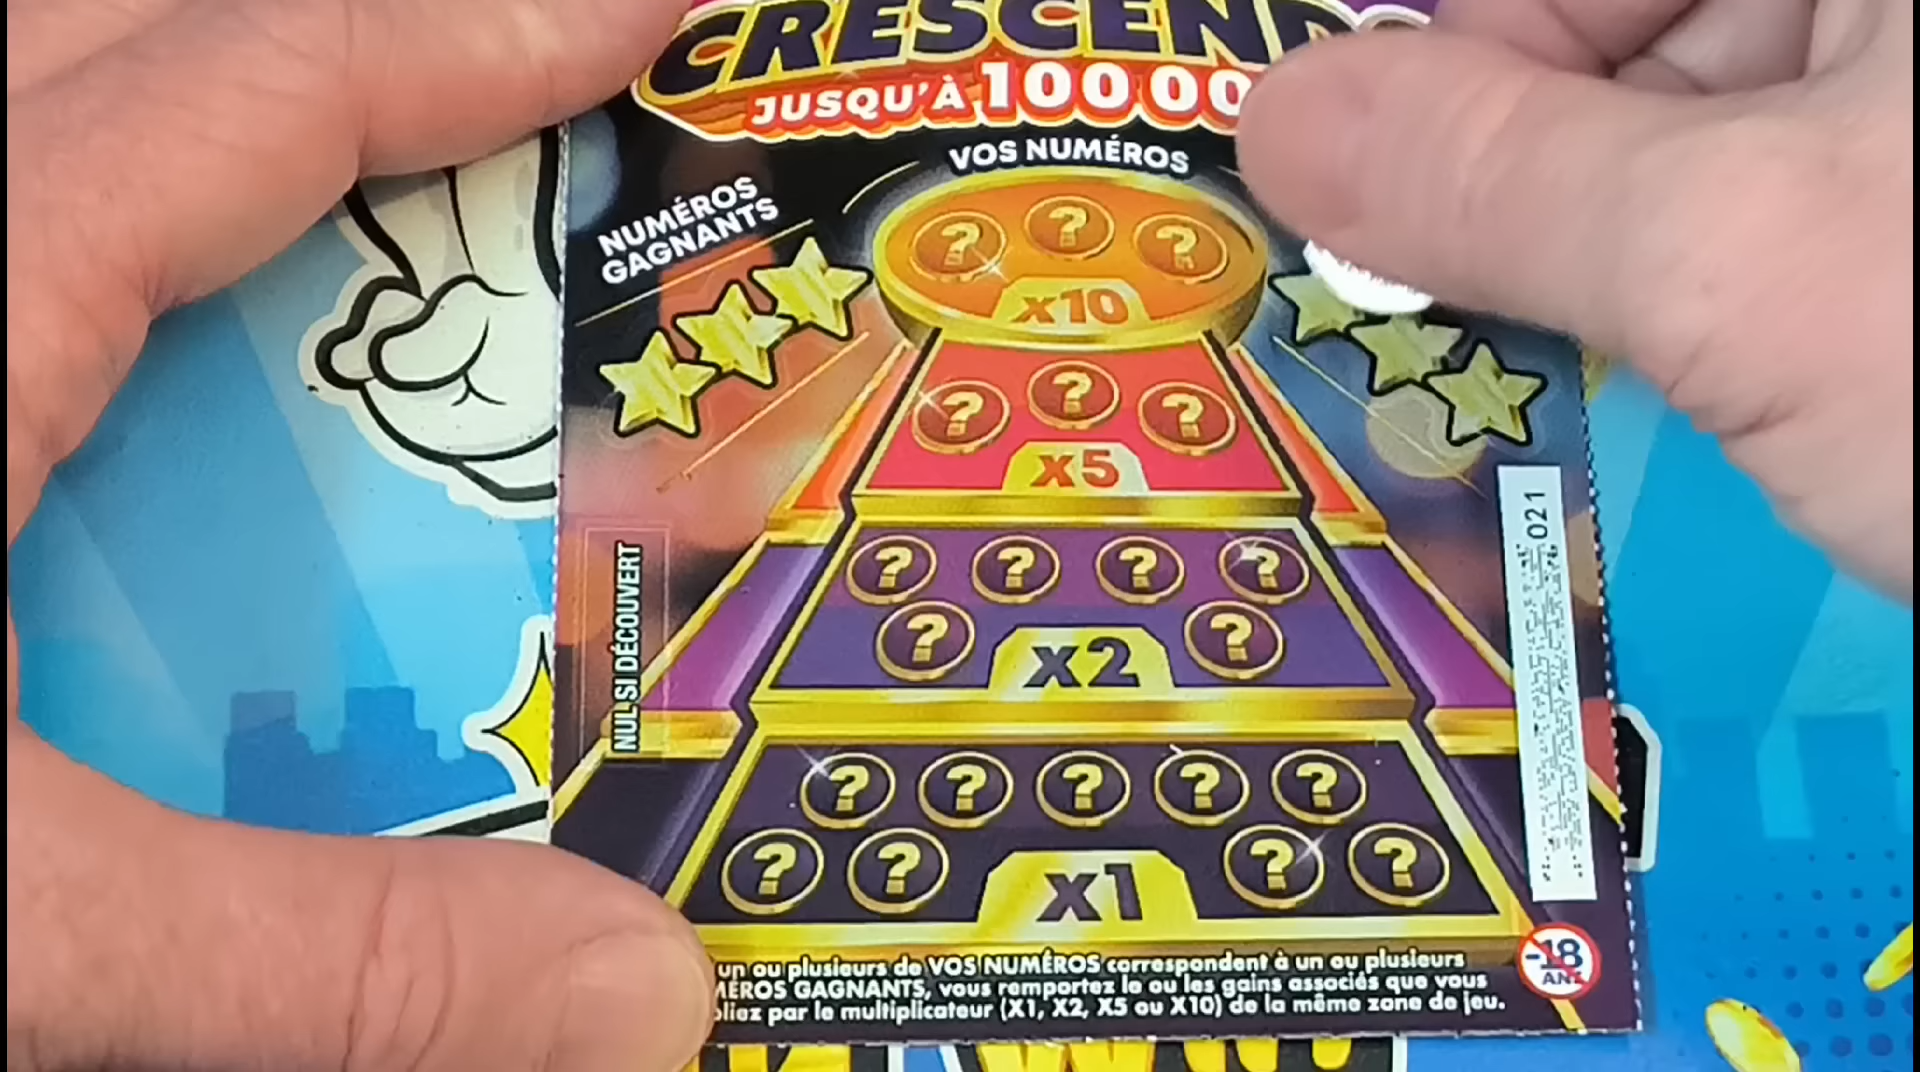 CRESCEND
JUSQU'À 100 00
VOS NUMÉROS
NUMÉROS
GAGNANTS
? ? ?
X10
? ? ?
X5
? ? ? ?
? ?
X2
NUL SI DÉCOUVERT
021
? ? ? ? ?
? ? ? ?
X1
un ou plusieurs de VOS NUMÉROS correspondent à un ou plusieurs
GAGNANTS, vous remportez le ou les gains associés que vous
par le multiplicateur (X1, X2, X5 ou X10) de la même zone de jeu.
-18
ANS